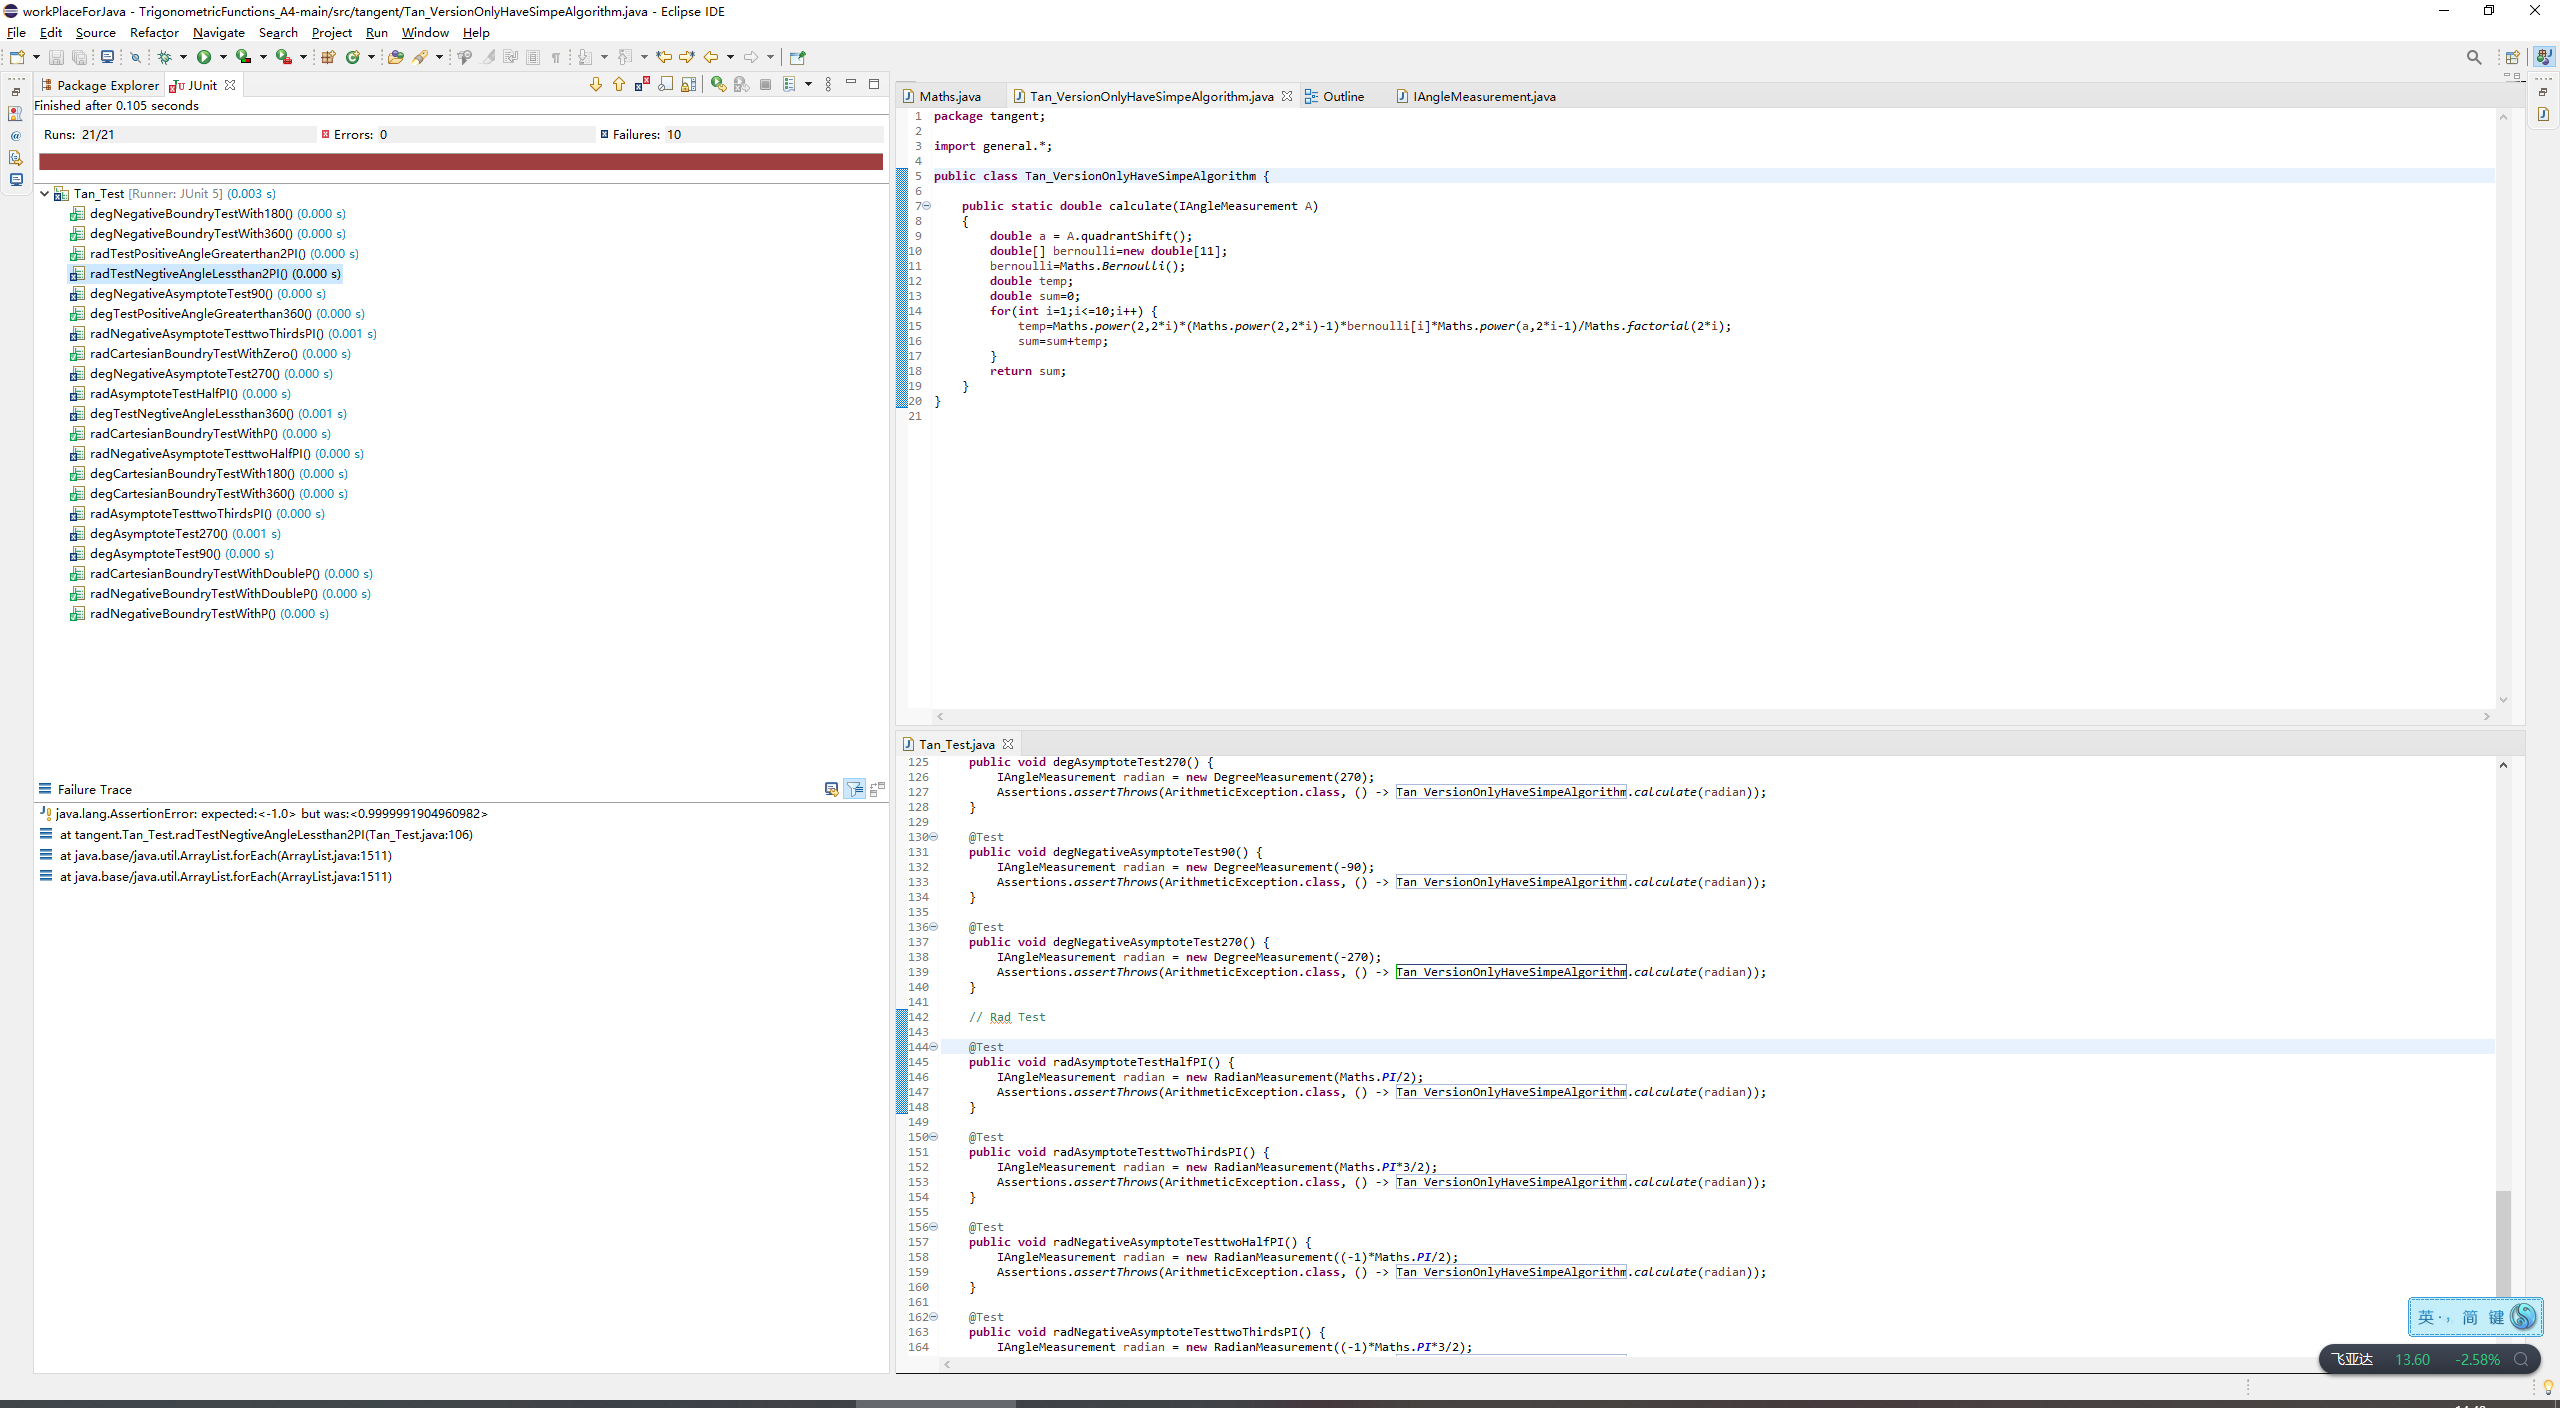 workPlaceForJava - TrigonometricFunctions_A4-main/src/tangent/Tan_VersionOnlyHaveSimpeAlgorithm.java - Eclipse IDE
File Edit Source Refactor Navigate Search Project Run Window Help
Package Explorer JUnit
Finished after 0.105 seconds
Runs: 21/21 Errors: 0 Failures: 10
Tan_Test [Runner: JUnit 5] (0.003 s)
degNegativeBoundryTestWith180() (0.000 s)
degNegativeBoundryTestWith360() (0.000 s)
radTestPositiveAngleGreaterthan2PI() (0.000 s)
radTestNegtiveAngleLessthan2PI() (0.000 s)
degNegativeAsymptoteTest90() (0.000 s)
degTestPositiveAngleGreaterthan360() (0.000 s)
radNegativeAsymptoteTesttwoThirdsPI() (0.001 s)
radCartesianBoundryTestWithZero() (0.000 s)
degNegativeAsymptoteTest270() (0.000 s)
radAsymptoteTestHalfPI() (0.000 s)
degTestNegtiveAngleLessthan360() (0.001 s)
radCartesianBoundryTestWithP() (0.000 s)
radNegativeAsymptoteTesttwoHalfPI() (0.000 s)
degCartesianBoundryTestWith180() (0.000 s)
degCartesianBoundryTestWith360() (0.000 s)
radAsymptoteTesttwoThirdsPI() (0.000 s)
degAsymptoteTest270() (0.001 s)
degAsymptoteTest90() (0.000 s)
radCartesianBoundryTestWithDoubleP() (0.000 s)
radNegativeBoundryTestWithDoubleP() (0.000 s)
radNegativeBoundryTestWithP() (0.000 s)
Failure Trace
java.lang.AssertionError: expected:<-1.0> but was:<0.9999991904960982>
at tangent.Tan_Test.radTestNegtiveAngleLessthan2PI(Tan_Test.java:106)
at java.base/java.util.ArrayList.forEach(ArrayList.java:1511)
at java.base/java.util.ArrayList.forEach(ArrayList.java:1511)
Maths.java Tan_VersionOnlyHaveSimpeAlgorithm.java Outline IAngleMeasurement.java
1 package tangent;
2
3 import general.*;
4
5 public class Tan_VersionOnlyHaveSimpeAlgorithm {
6
7 public static double calculate(IAngleMeasurement A)
8 {
9 double a = A.quadrantShift();
10 double[] bernoulli=new double[11];
11 bernoulli=Maths.Bernoulli();
12 double temp;
13 double sum=0;
14 for(int i=1;i<=10;i++) {
15 temp=Maths.power(2,2*i)*(Maths.power(2,2*i)-1)*bernoulli[i]*Maths.power(a,2*i-1)/Maths.factorial(2*i);
16 sum=sum+temp;
17 }
18 return sum;
19 }
20 }
21
Tan_Test.java
125 public void degAsymptoteTest270() {
126 IAngleMeasurement radian = new DegreeMeasurement(270);
127 Assertions.assertThrows(ArithmeticException.class, () -> Tan_VersionOnlyHaveSimpeAlgorithm.calculate(radian));
128 }
129
130 @Test
131 public void degNegativeAsymptoteTest90() {
132 IAngleMeasurement radian = new DegreeMeasurement(-90);
133 Assertions.assertThrows(ArithmeticException.class, () -> Tan_VersionOnlyHaveSimpeAlgorithm.calculate(radian));
134 }
135
136 @Test
137 public void degNegativeAsymptoteTest270() {
138 IAngleMeasurement radian = new DegreeMeasurement(-270);
139 Assertions.assertThrows(ArithmeticException.class, () -> Tan_VersionOnlyHaveSimpeAlgorithm.calculate(radian));
140 }
141
142 // Rad Test
143
144 @Test
145 public void radAsymptoteTestHalfPI() {
146 IAngleMeasurement radian = new RadianMeasurement(Maths.PI/2);
147 Assertions.assertThrows(ArithmeticException.class, () -> Tan_VersionOnlyHaveSimpeAlgorithm.calculate(radian));
148 }
149
150 @Test
151 public void radAsymptoteTesttwoThirdsPI() {
152 IAngleMeasurement radian = new RadianMeasurement(Maths.PI*3/2);
153 Assertions.assertThrows(ArithmeticException.class, () -> Tan_VersionOnlyHaveSimpeAlgorithm.calculate(radian));
154 }
155
156 @Test
157 public void radNegativeAsymptoteTesttwoHalfPI() {
158 IAngleMeasurement radian = new RadianMeasurement((-1)*Maths.PI/2);
159 Assertions.assertThrows(ArithmeticException.class, () -> Tan_VersionOnlyHaveSimpeAlgorithm.calculate(radian));
160 }
161
162 @Test
163 public void radNegativeAsymptoteTesttwoThirdsPI() {
164 IAngleMeasurement radian = new RadianMeasurement((-1)*Maths.PI*3/2);
英 简 键
飞亚达 13.60 -2.58%